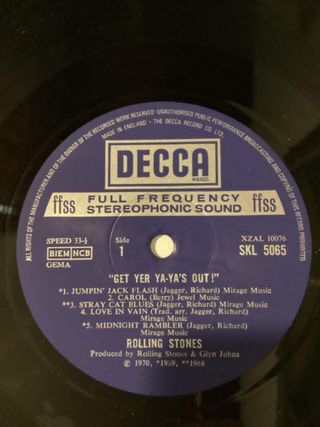 ALL RIGHTS OF THE MANUFACTURER AND OF THE OWNER OF THE RECORDED WORK RESERVED · UNAUTHORISED PUBLIC PERFORMANCE BROADCASTING AND COPYING OF THIS RECORD PROHIBITED
MADE IN ENGLAND · THE DECCA RECORD CO LTD
DECCA
REGD.
ffss FULL FREQUENCY ffss
STEREOPHONIC SOUND
SPEED 33⅓ Side XZAL 10076
BIEM NCB 1 SKL 5065
GEMA
"GET YER YA-YA'S OUT!"
*1. JUMPIN' JACK FLASH (Jagger, Richard) Mirage Music
2. CAROL (Berry) Jewel Music
**3. STRAY CAT BLUES (Jagger, Richard) Mirage Music
4. LOVE IN VAIN (Trad. arr. Jagger, Richard)
Mirage Music
*5. MIDNIGHT RAMBLER (Jagger, Richard)
Mirage Music
ROLLING STONES
Produced by Rolling Stones & Glyn Johns
℗ 1970, *1969, **1968